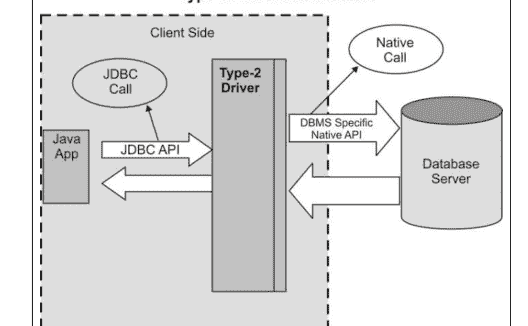 Client Side
Native
Call
JDBC
Call
Type-2
Driver
DBMS Specific
Native API
Java
App
JDBC API
Database
Server